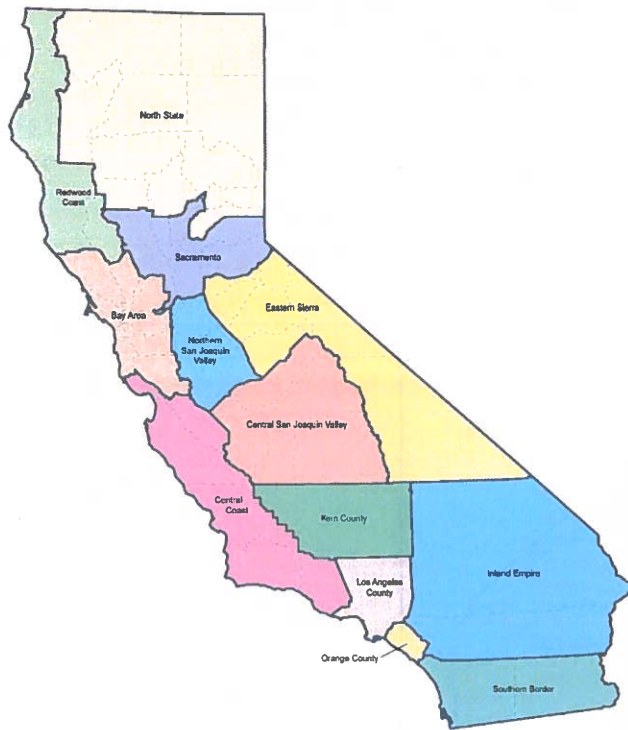 North State
Redwood
Coast
Sacramento
Bay Area
Eastern Sierra
Northern
San Joaquin
Valley
Central San Joaquin Valley
Central
Coast
Kern County
Los Angeles
County
Inland Empire
Orange County
Southern Border